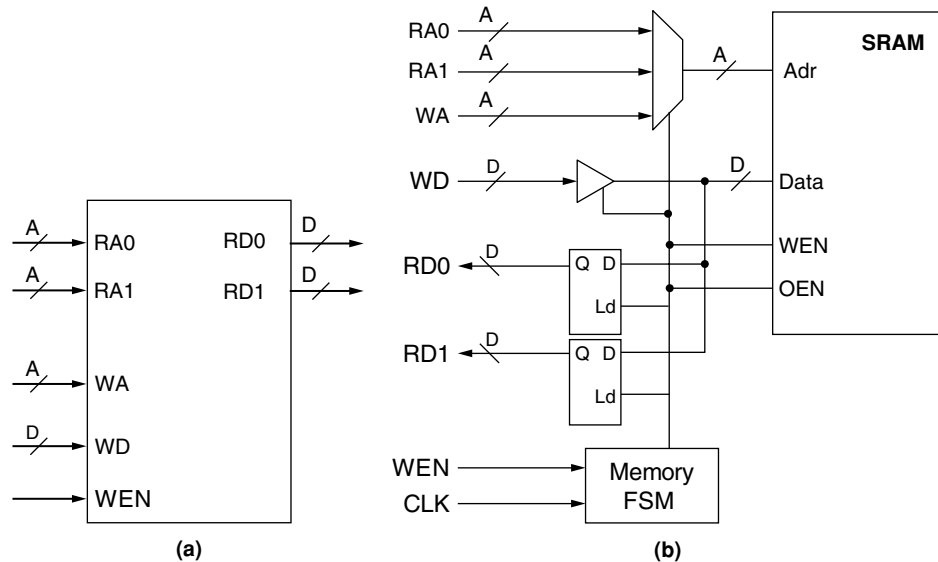 A
RA0
A
RA1
A
WA
D
WD
WEN
RD0
D
RD1
D
(a)
RA0
A
RA1
A
WA
A
A
SRAM
Adr
WD
D
D
Data
WEN
OEN
RD0
D
Q D
Ld
RD1
D
Q D
Ld
WEN
CLK
Memory
FSM
(b)